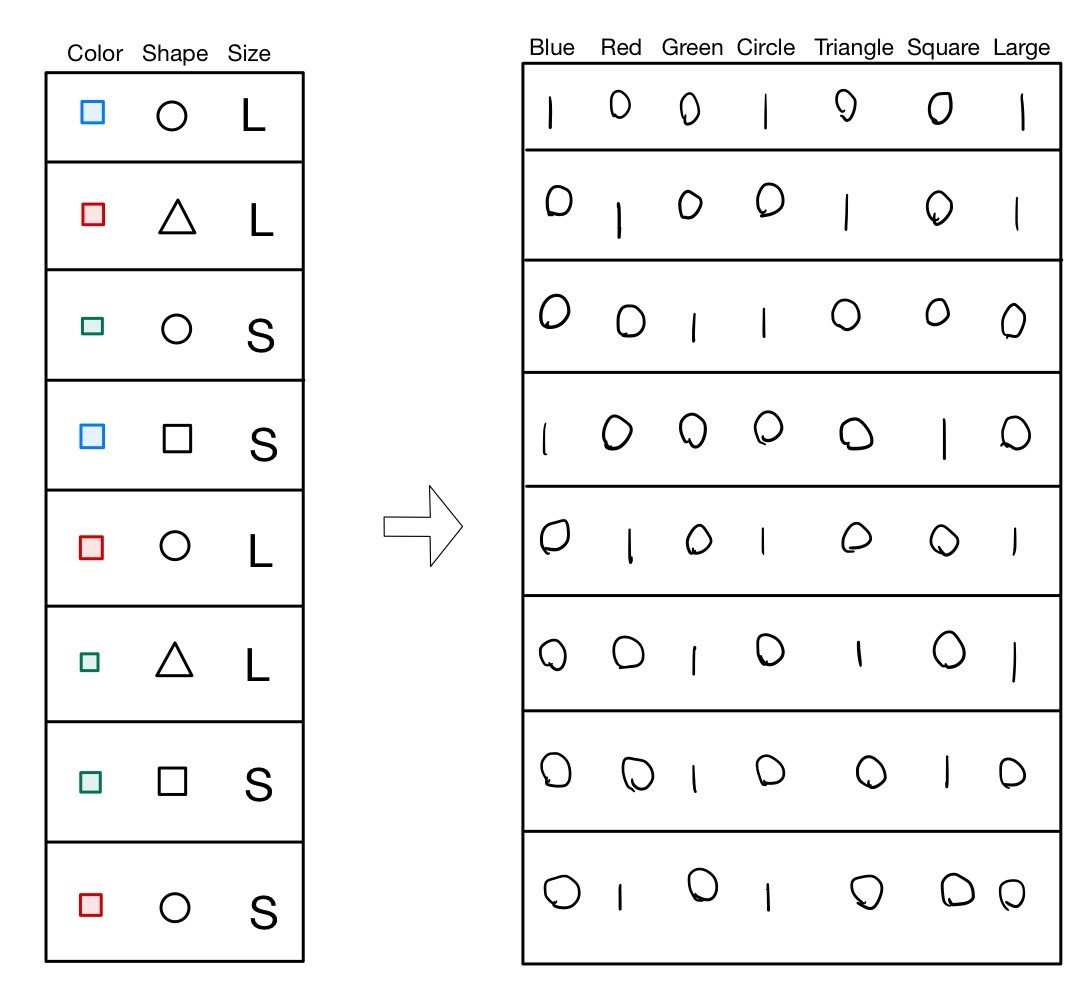 Color Shape Size
L
L
S
S
L
L
S
S
Blue Red Green Circle Triangle Square Large
1 0 0 1 0 0 1
0 1 0 0 1 0 1
0 0 1 1 0 0 0
1 0 0 0 0 1 0
0 1 0 1 0 0 1
0 0 1 0 1 0 1
0 0 1 0 0 1 0
0 1 0 1 0 0 0